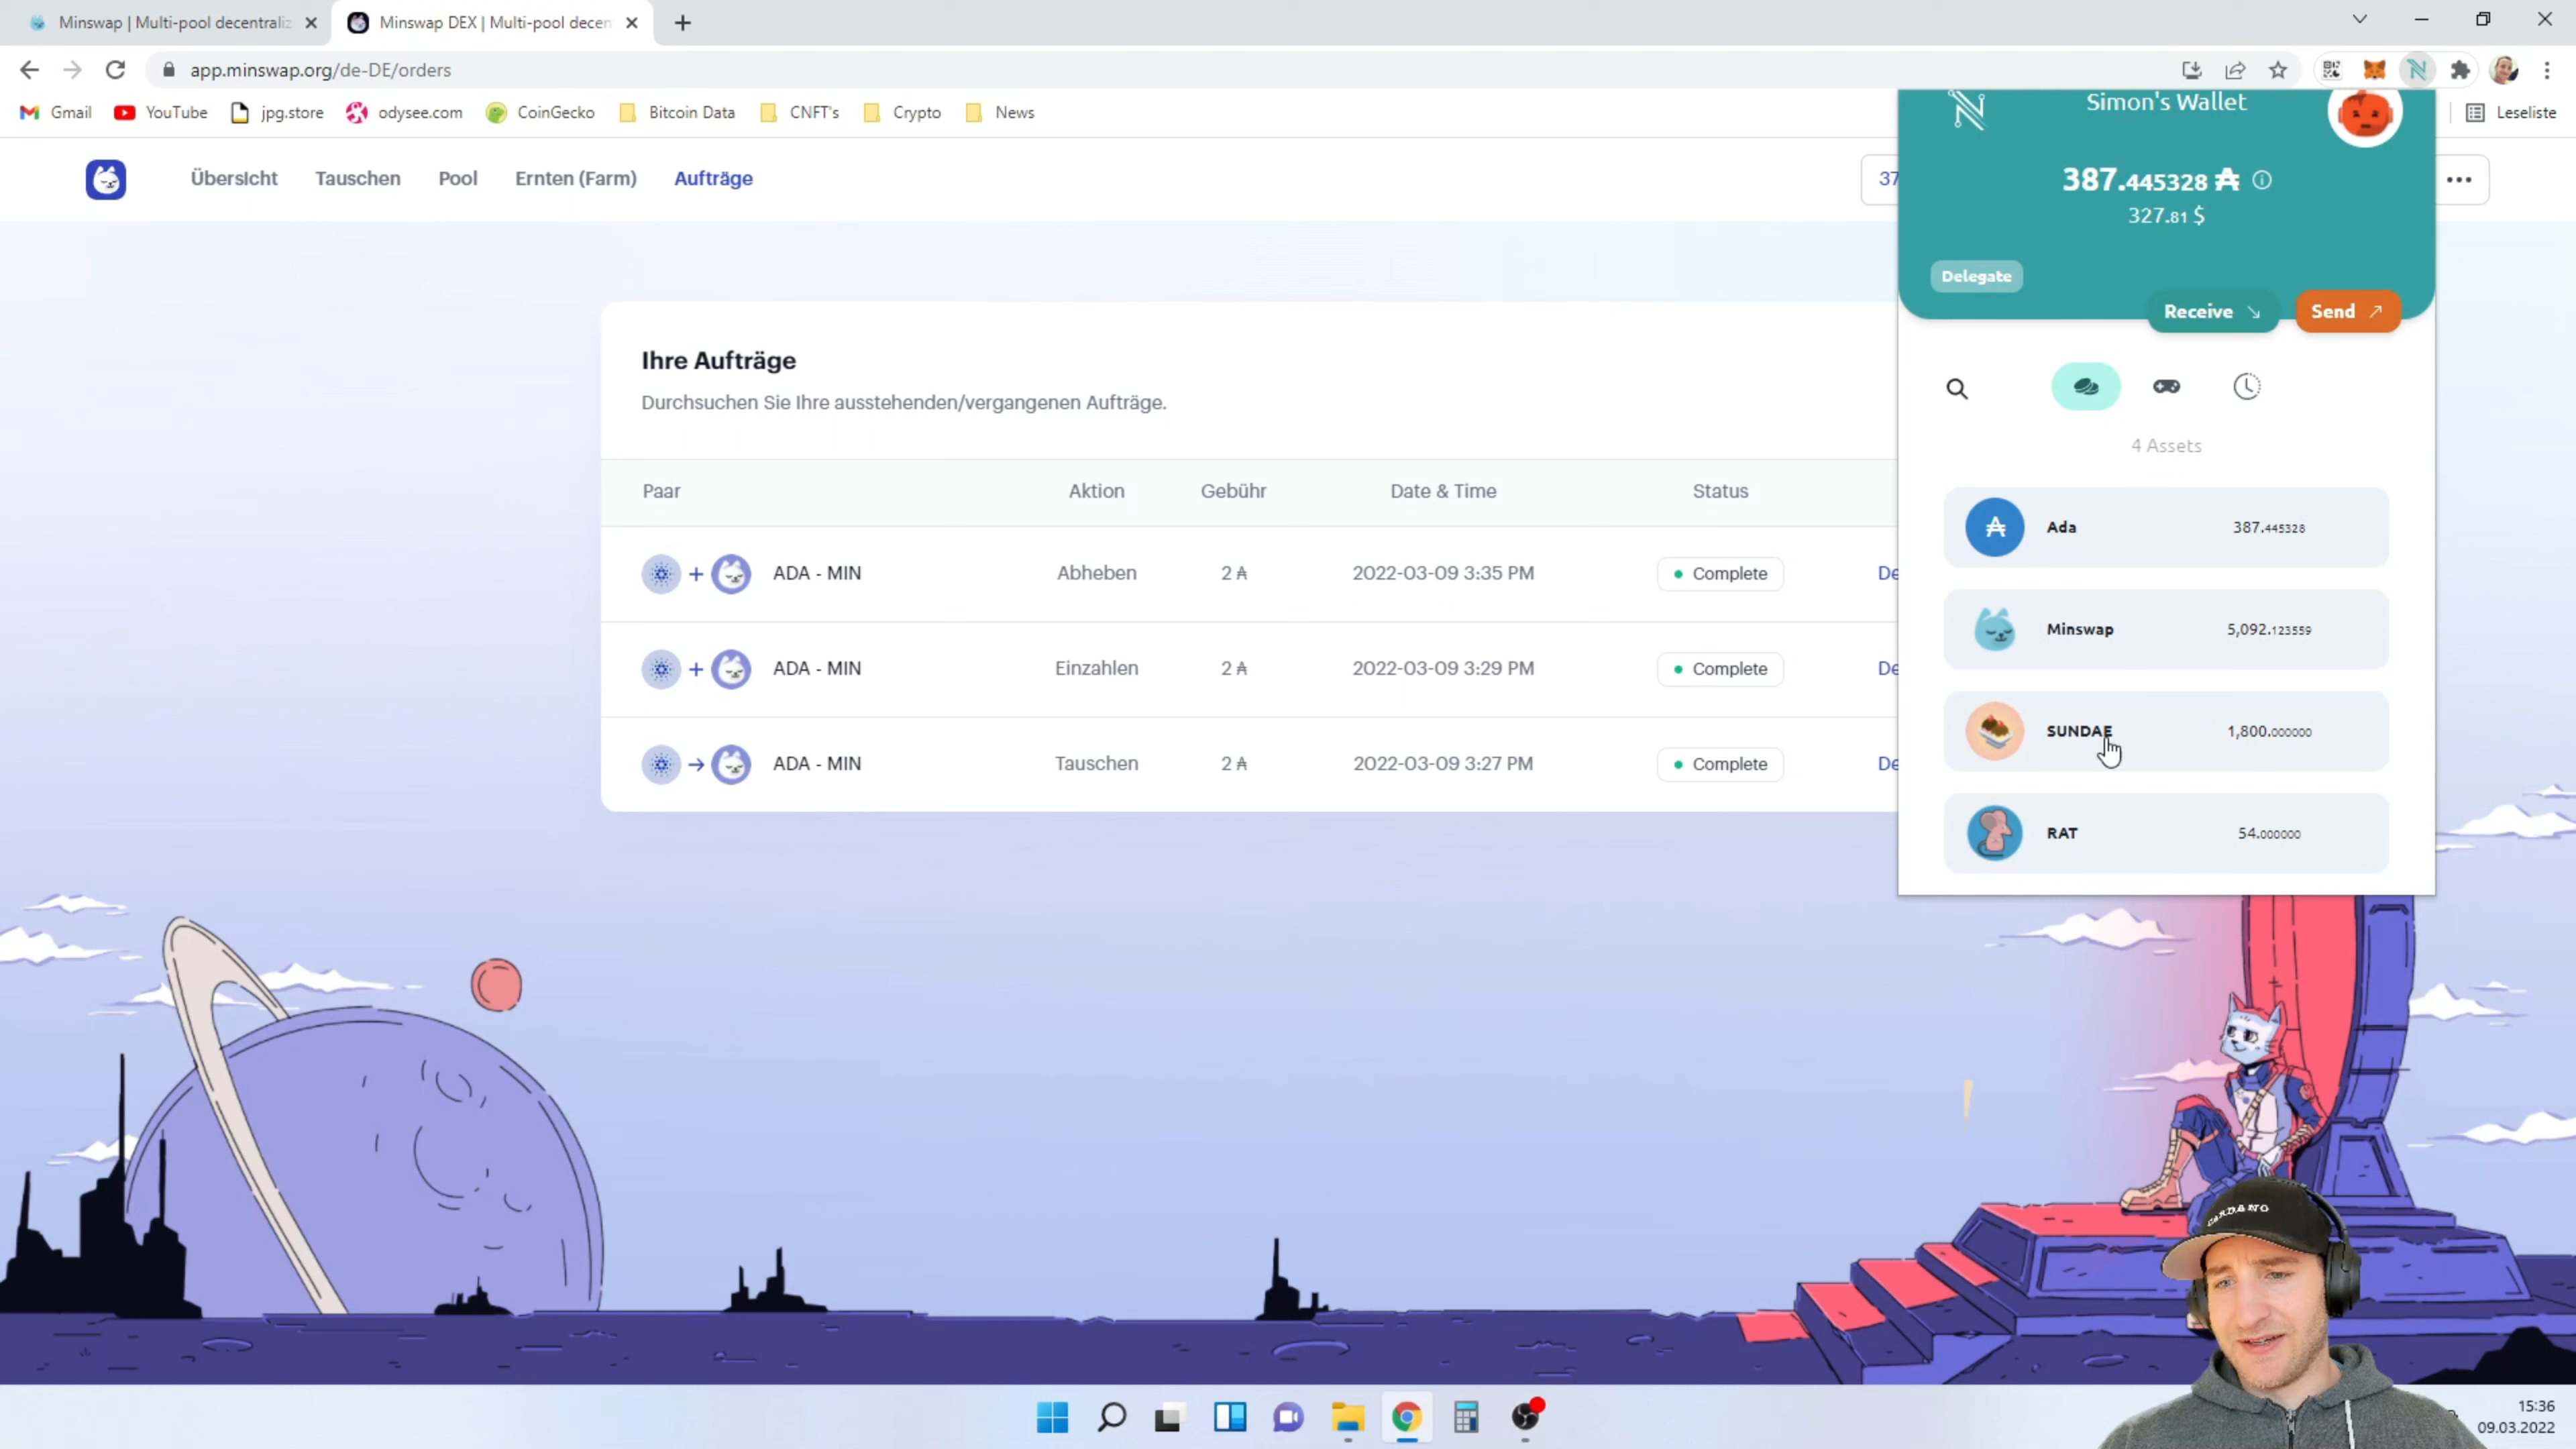 Minswap | Multi-pool decentraliz
Minswap DEX | Multi-pool decen
app.minswap.org/de-DE/orders
Gmail
YouTube
jpg.store
odysee.com
CoinGecko
Bitcoin Data
CNFT's
Crypto
News
Leseliste
Übersicht
Tauschen
Pool
Ernten (Farm)
Aufträge
37
Simon's Wallet
387.445328 ₳
327.81 $
Delegate
Receive
Send
4 Assets
Ada 387.445328
Minswap 5,092.123559
SUNDAE 1,800.000000
RAT 54.000000
Ihre Aufträge
Durchsuchen Sie Ihre ausstehenden/vergangenen Aufträge.
Paar Aktion Gebühr Date & Time Status
ADA - MIN Abheben 2 ₳ 2022-03-09 3:35 PM Complete De
ADA - MIN Einzahlen 2 ₳ 2022-03-09 3:29 PM Complete De
ADA - MIN Tauschen 2 ₳ 2022-03-09 3:27 PM Complete De
CARDANO
15:36
09.03.2022